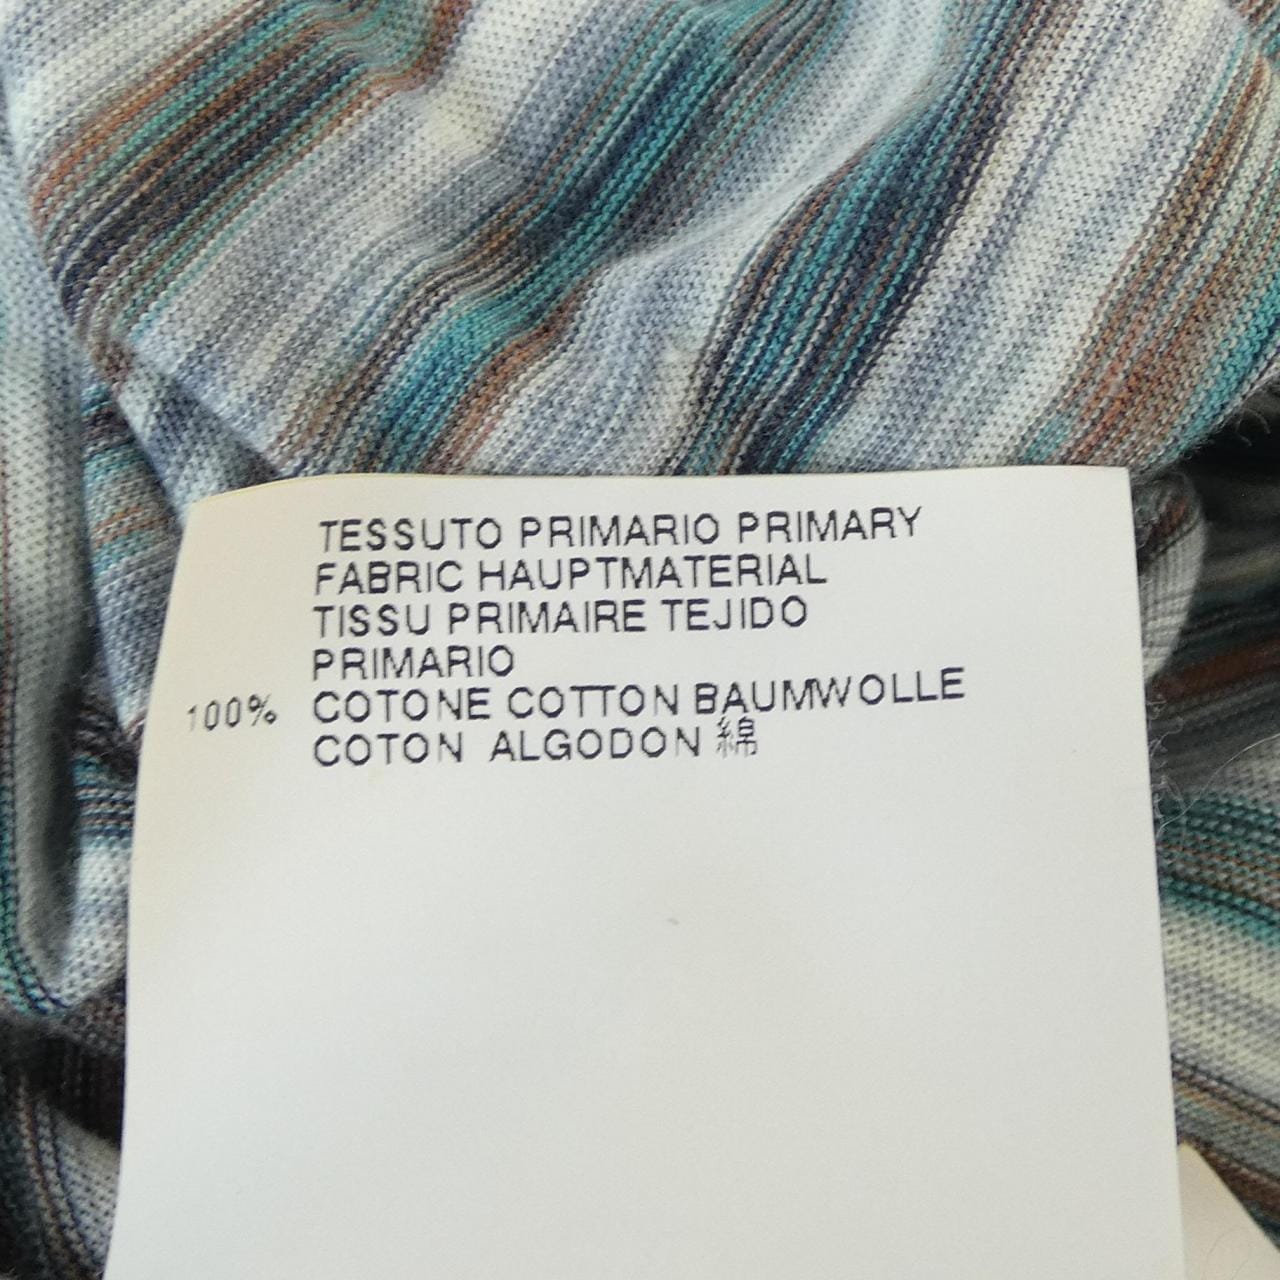 TESSUTO PRIMARIO PRIMARY
FABRIC HAUPTMATERIAL
TISSU PRIMAIRE TEJIDO
PRIMARIO
100% COTONE COTTON BAUMWOLLE
COTON ALGODON 綿